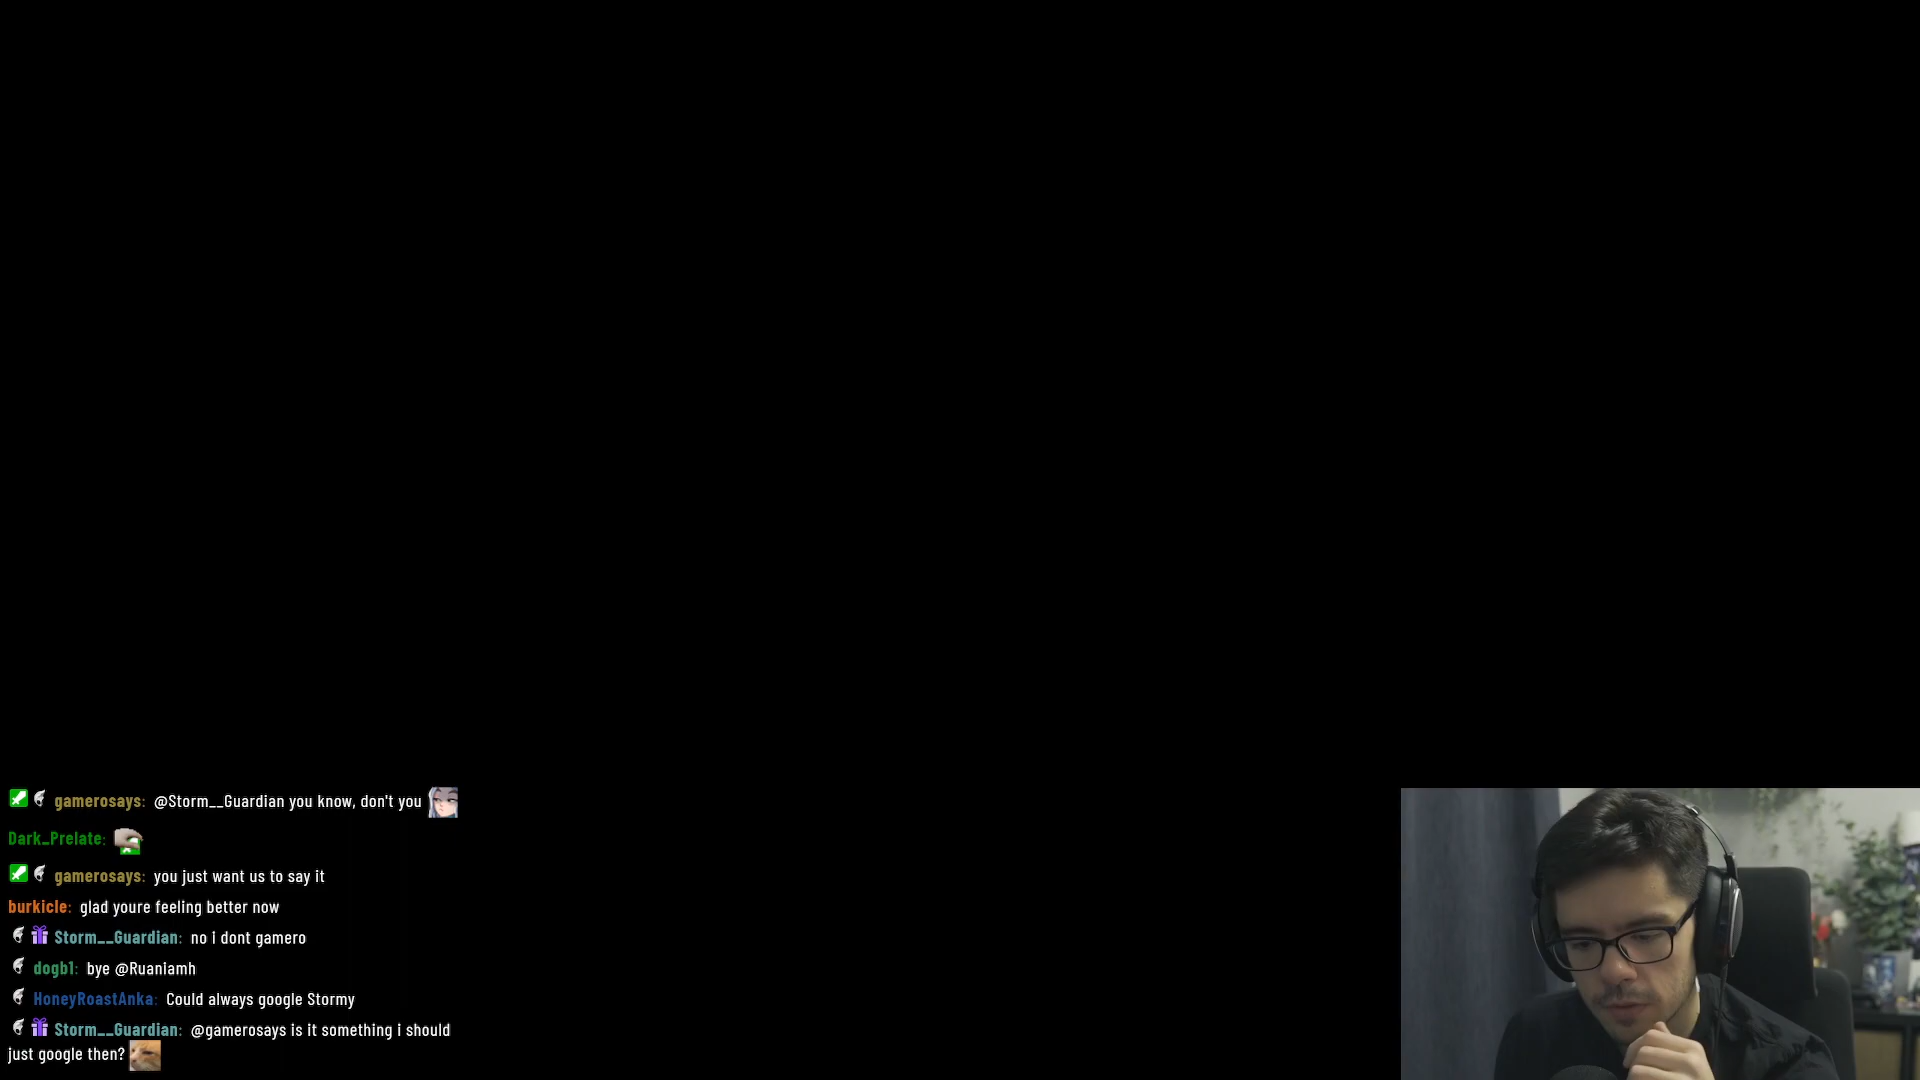 gamerosays: @Storm__Guardian you know, don't you
Dark_Prelate:
gamerosays: you just want us to say it
burkicle: glad youre feeling better now
Storm__Guardian: no i dont gamero
dogb1: bye @Ruaniamh
HoneyRoastAnka: Could always google Stormy
Storm__Guardian: @gamerosays is it something i should
just google then?